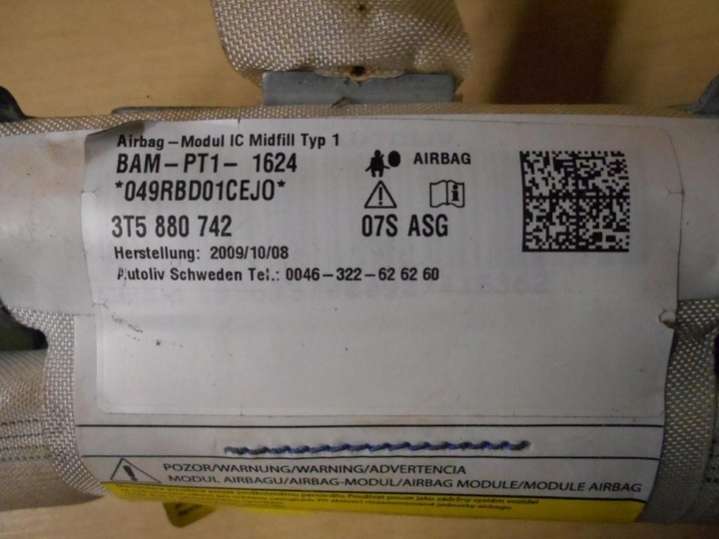 Airbag-Modul IC Midfill Typ 1
BAM-PT1- 1624
AIRBAG
*049RBD01CEJ0*
3T5 880 742
07S ASG
Herstellung: 2009/10/08
Autoliv Schweden Tel.: 0046-322-62 62 60
POZOR/WARNUNG/WARNING/ADVERTENCIA
MODUL AIRBAGU/AIRBAG-MODUL/AIRBAG MODULE/MODULE AIRBAG